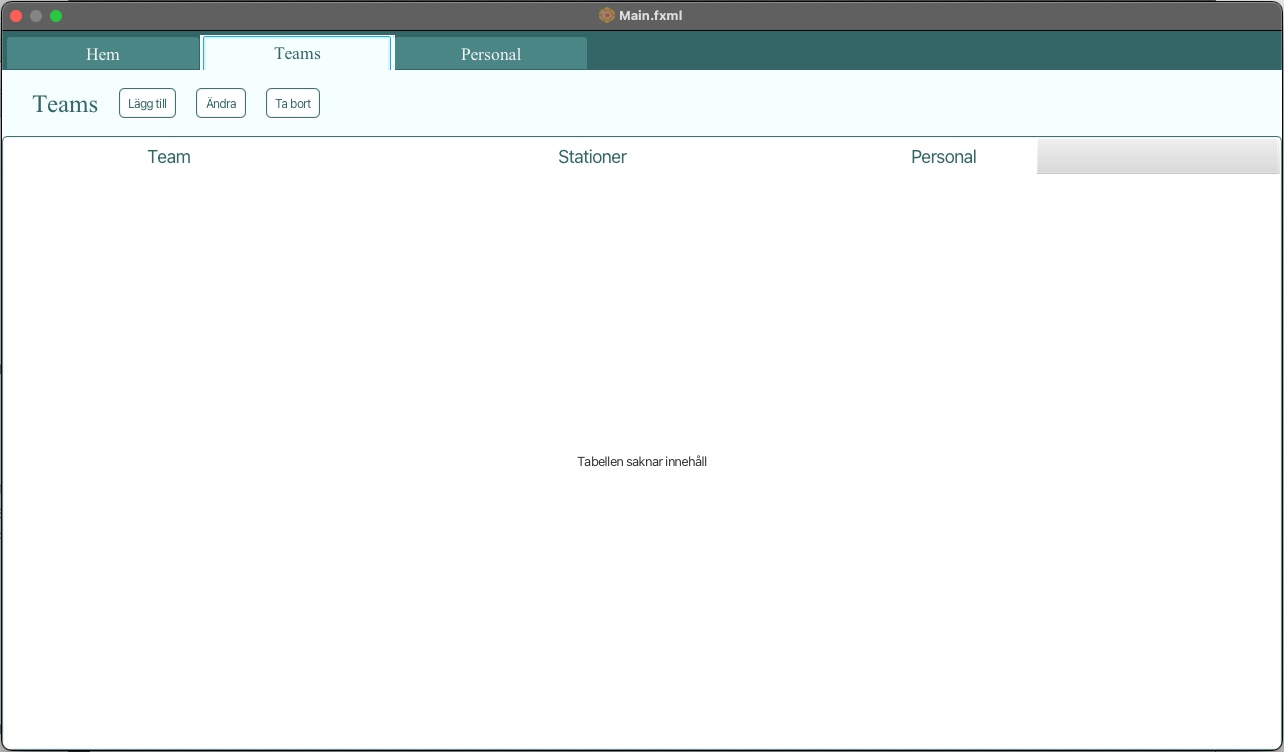 Main.fxml
Hem Teams Personal
Teams Lägg till Ändra Ta bort
Team Stationer Personal
Tabellen saknar innehåll